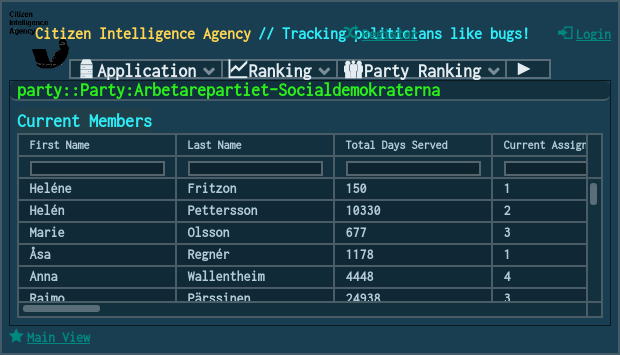 Citizen
Intelligence
Agency
Citizen Intelligence Agency // Tracking politicians like bugs!
Login
Application
Ranking
Party Ranking
party::Party:Arbetarepartiet-Socialdemokraterna
Current Members
First Name Last Name Total Days Served Current Assign
Heléne Fritzon 150 1
Helén Pettersson 10330 2
Marie Olsson 677 3
Åsa Regnér 1178 1
Anna Wallentheim 4448 4
Raimo Pärssinen 24938 3
Main View